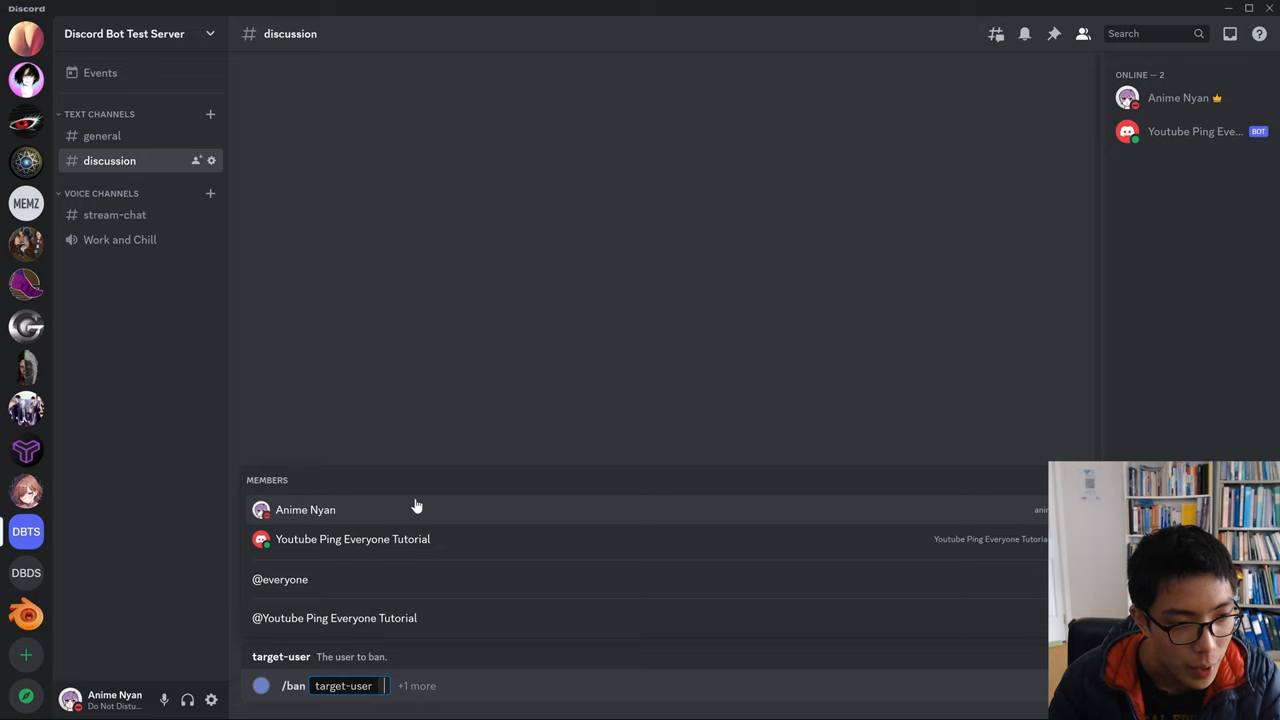 Discord
Discord Bot Test Server
discussion
Search
Events
TEXT CHANNELS
general
discussion
VOICE CHANNELS
stream-chat
Work and Chill
MEMZ
DBTS
DBDS
ONLINE — 2
Anime Nyan
Youtube Ping Eve... BOT
MEMBERS
Anime Nyan
anim
Youtube Ping Everyone Tutorial
Youtube Ping Everyone Tutoria
@everyone
@Youtube Ping Everyone Tutorial
target-user The user to ban.
/ban target-user +1 more
Anime Nyan
Do Not Distu...